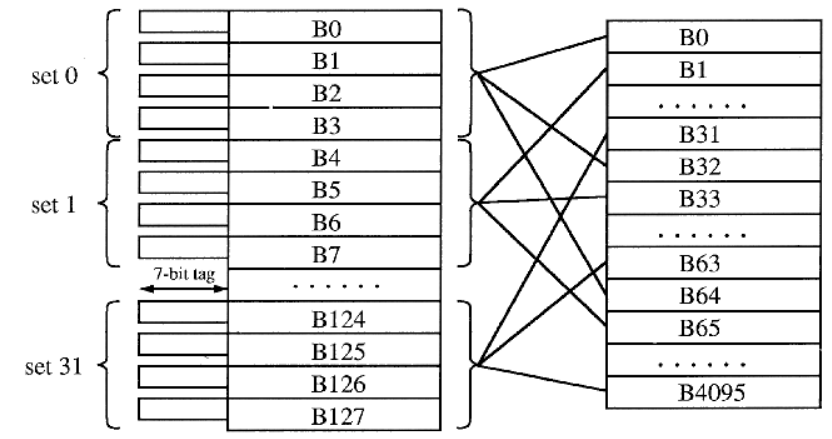 set 0
B0
B1
B2
B3
set 1
B4
B5
B6
B7
7-bit tag
. . . . . .
set 31
B124
B125
B126
B127
B0
B1
. . . . . .
B31
B32
B33
. . . . . .
B63
B64
B65
. . . . . .
B4095